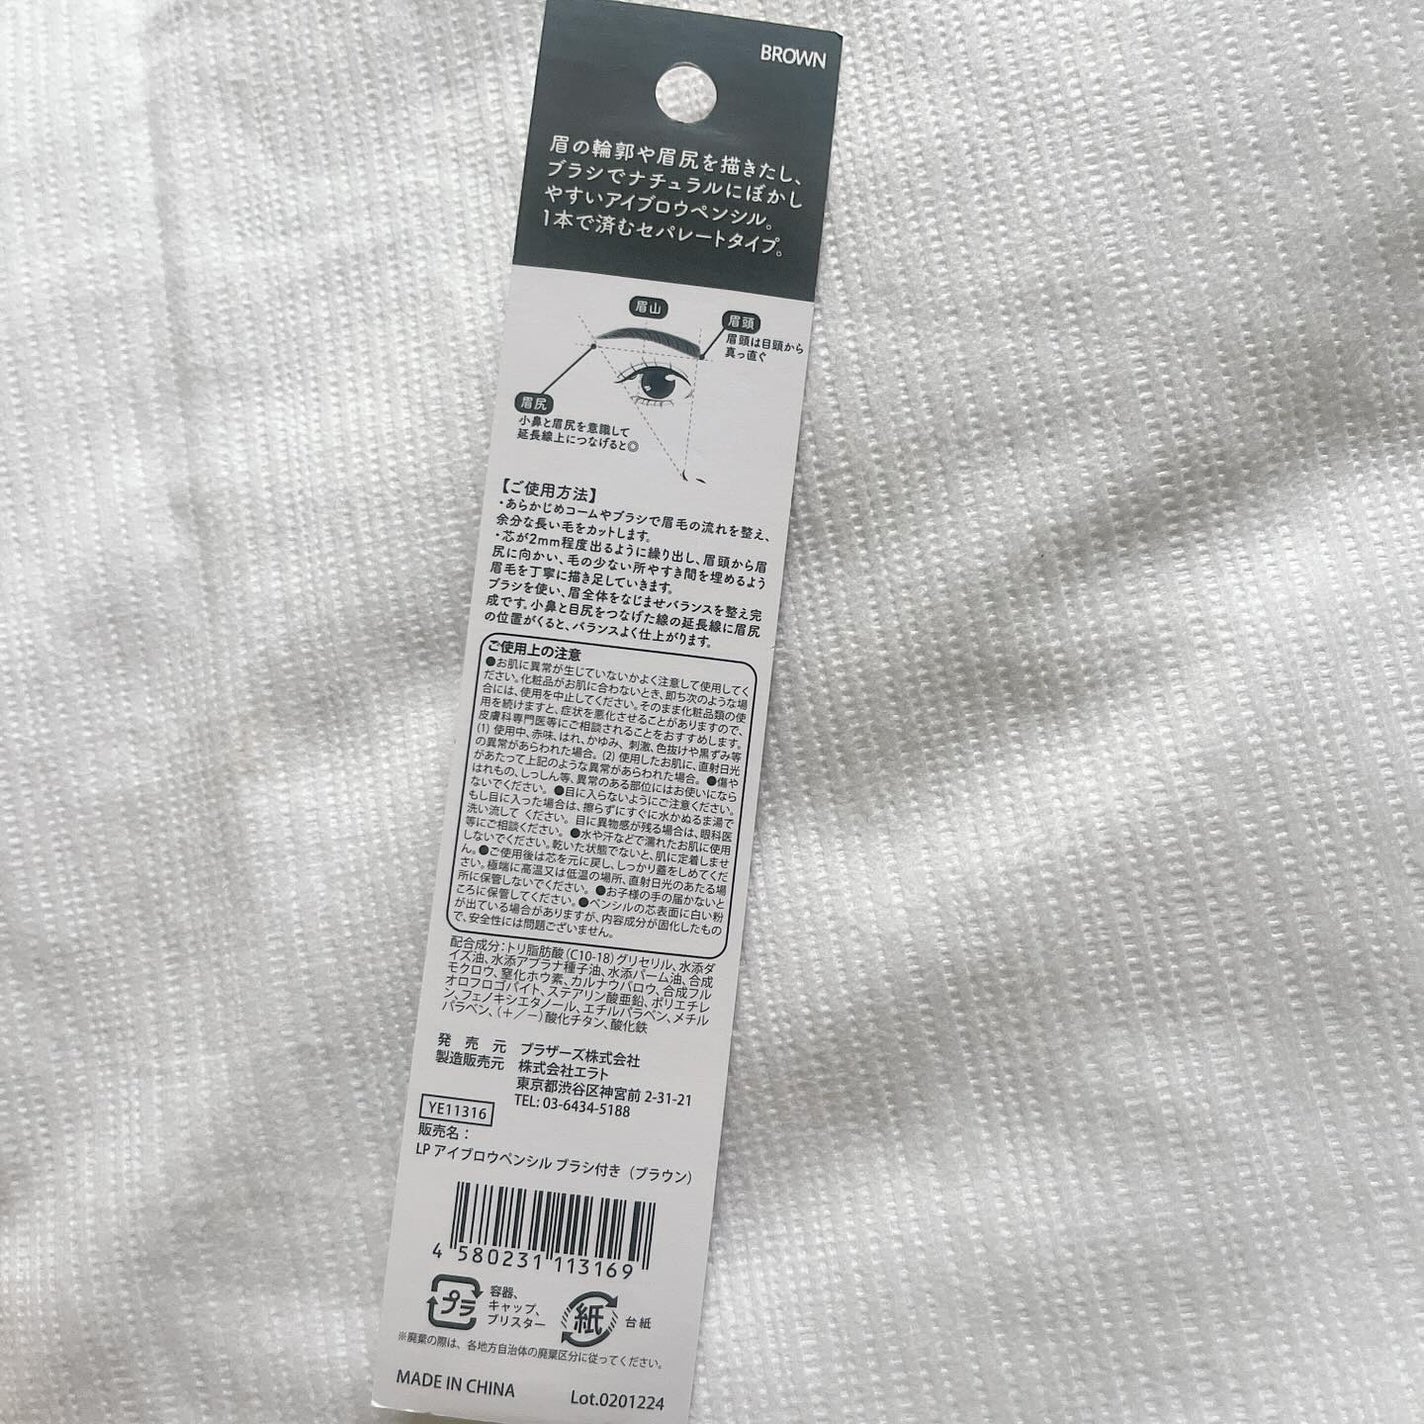 BROWN
眉の輪郭や眉尻を描きたし、
ブラシでナチュラルにぼかし
やすいアイブロウペンシル。
1本で済むセパレートタイプ。
眉山
眉頭
眉頭は目頭から
真っ直ぐ
眉尻
小鼻と眉尻を意識して
延長線上につなげると◎
【ご使用方法】
・あらかじめコームやブラシで眉毛の流れを整え、
余分な長い毛をカットします。
・芯が2mm程度出るように繰り出し、眉頭から眉
尻に向かい、毛の少ない所やすき間を埋めるよう
眉毛を丁寧に描き足していきます。
ブラシを使い、眉全体をなじませバランスを整え完
成です。小鼻と目尻をつなげた線の延長線に眉尻
の位置がくると、バランスよく仕上がります。
ご使用上の注意
●お肌に異常が生じていないかよく注意して使用してく
ださい。化粧品がお肌に合わないとき、即ち次のような場
合には、使用を中止してください。そのまま化粧品類の使
用を続けますと、症状を悪化させることがありますので、
皮膚科専門医等にご相談されることをおすすめします。
(1) 使用中、赤味、はれ、かゆみ、刺激、色抜けや黒ずみ等
の異常があらわれた場合。(2) 使用したお肌に、直射日光
があたって上記のような異常があらわれた場合。 ●傷や
はれもの、しっしん等、異常のある部位にはお使いになら
ないでください。 ●目に入らないようにご注意ください。
もし目に入った場合は、擦らずにすぐに水かぬるま湯で
洗い流して ください。目に異物感が残る場合は、眼科医
等にご相談ください。 ●水や汗などで濡れたお肌に使用
しないでください。乾いた状態でないと、肌に定着しませ
ん。●ご使用後は芯を元に戻し、しっかり蓋をしめてくだ
さい。極端に高温又は低温の場所、直射日光のあたる場
所に保管しないでください。 ●お子様の手の届かないと
ころに保管してください。●ペンシルの芯表面に白い粉
が出ている場合がありますが、内容成分が固化したもの
で、安全性には問題ございません。
配合成分：トリ脂肪酸(C10-18)グリセリル、水添ダ
イズ油、水添アブラナ種子油、水添パーム油、合成
モクロウ、窒化ホウ素、カルナウバロウ、合成フル
オロフロゴパイト、ステアリン酸亜鉛、ポリエチレ
ン、フェノキシエタノール、エチルパラベン、メチル
パラベン、(＋／－)酸化チタン、酸化鉄
発 売 元 ブラザーズ株式会社
製造販売元 株式会社エラト
東京都渋谷区神宮前 2-31-21
TEL: 03-6434-5188
YE11316
販売名：
LP アイブロウペンシル ブラシ付き（ブラウン）
4 580231 113169
プラ
容器、
キャップ、
ブリスター
紙
台紙
※廃棄の際は、各地方自治体の廃棄区分に従ってください。
MADE IN CHINA
Lot.0201224